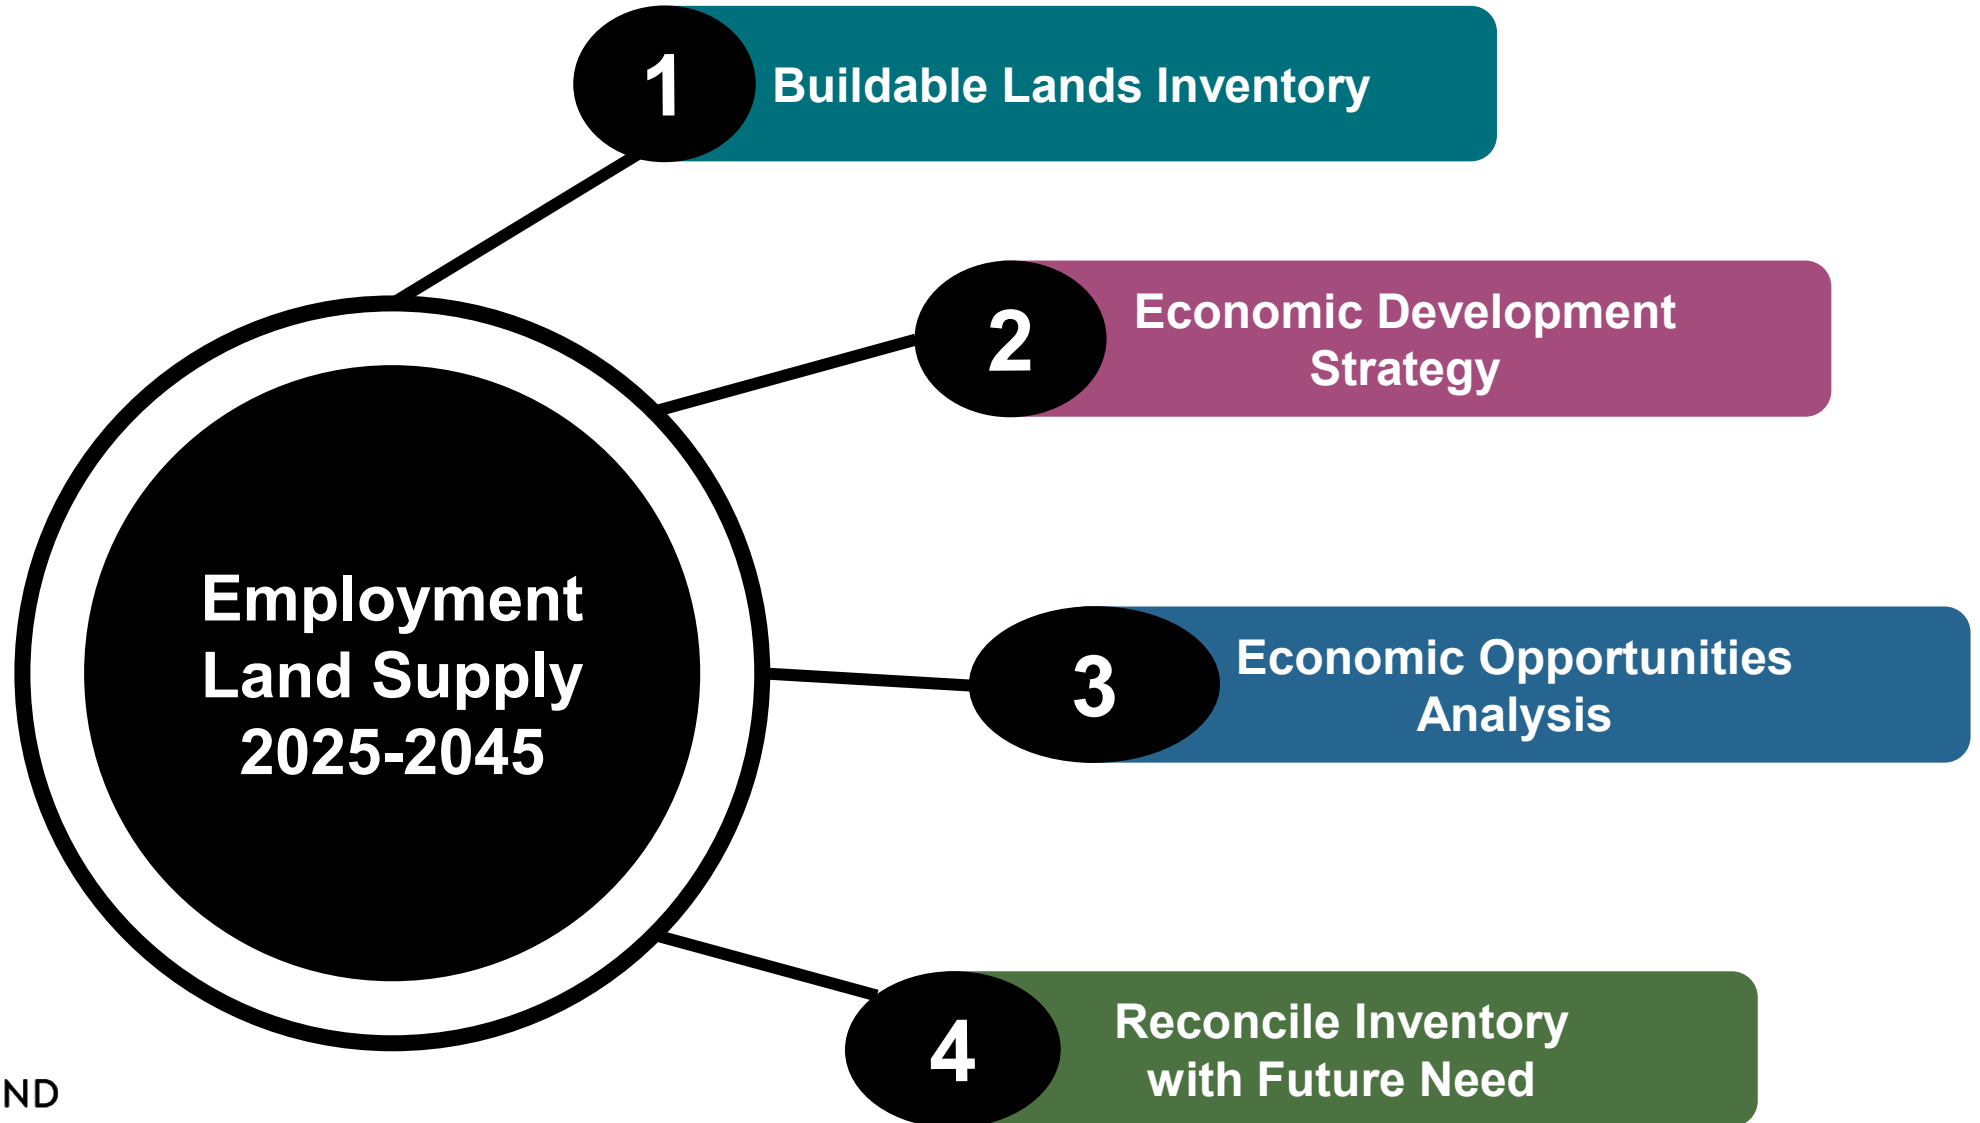 1
Buildable Lands Inventory
2
Economic Development
Strategy
Employment
Land Supply
2025-2045
3
Economic Opportunities
Analysis
4
Reconcile Inventory
with Future Need
ND